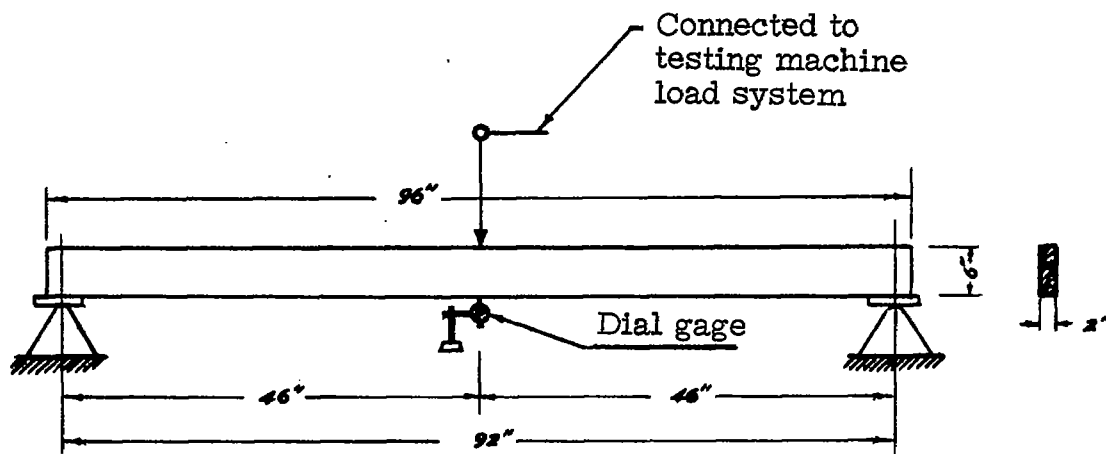 Connected to
testing machine
load system
96"
6"
2"
Dial gage
46"
46"
92"